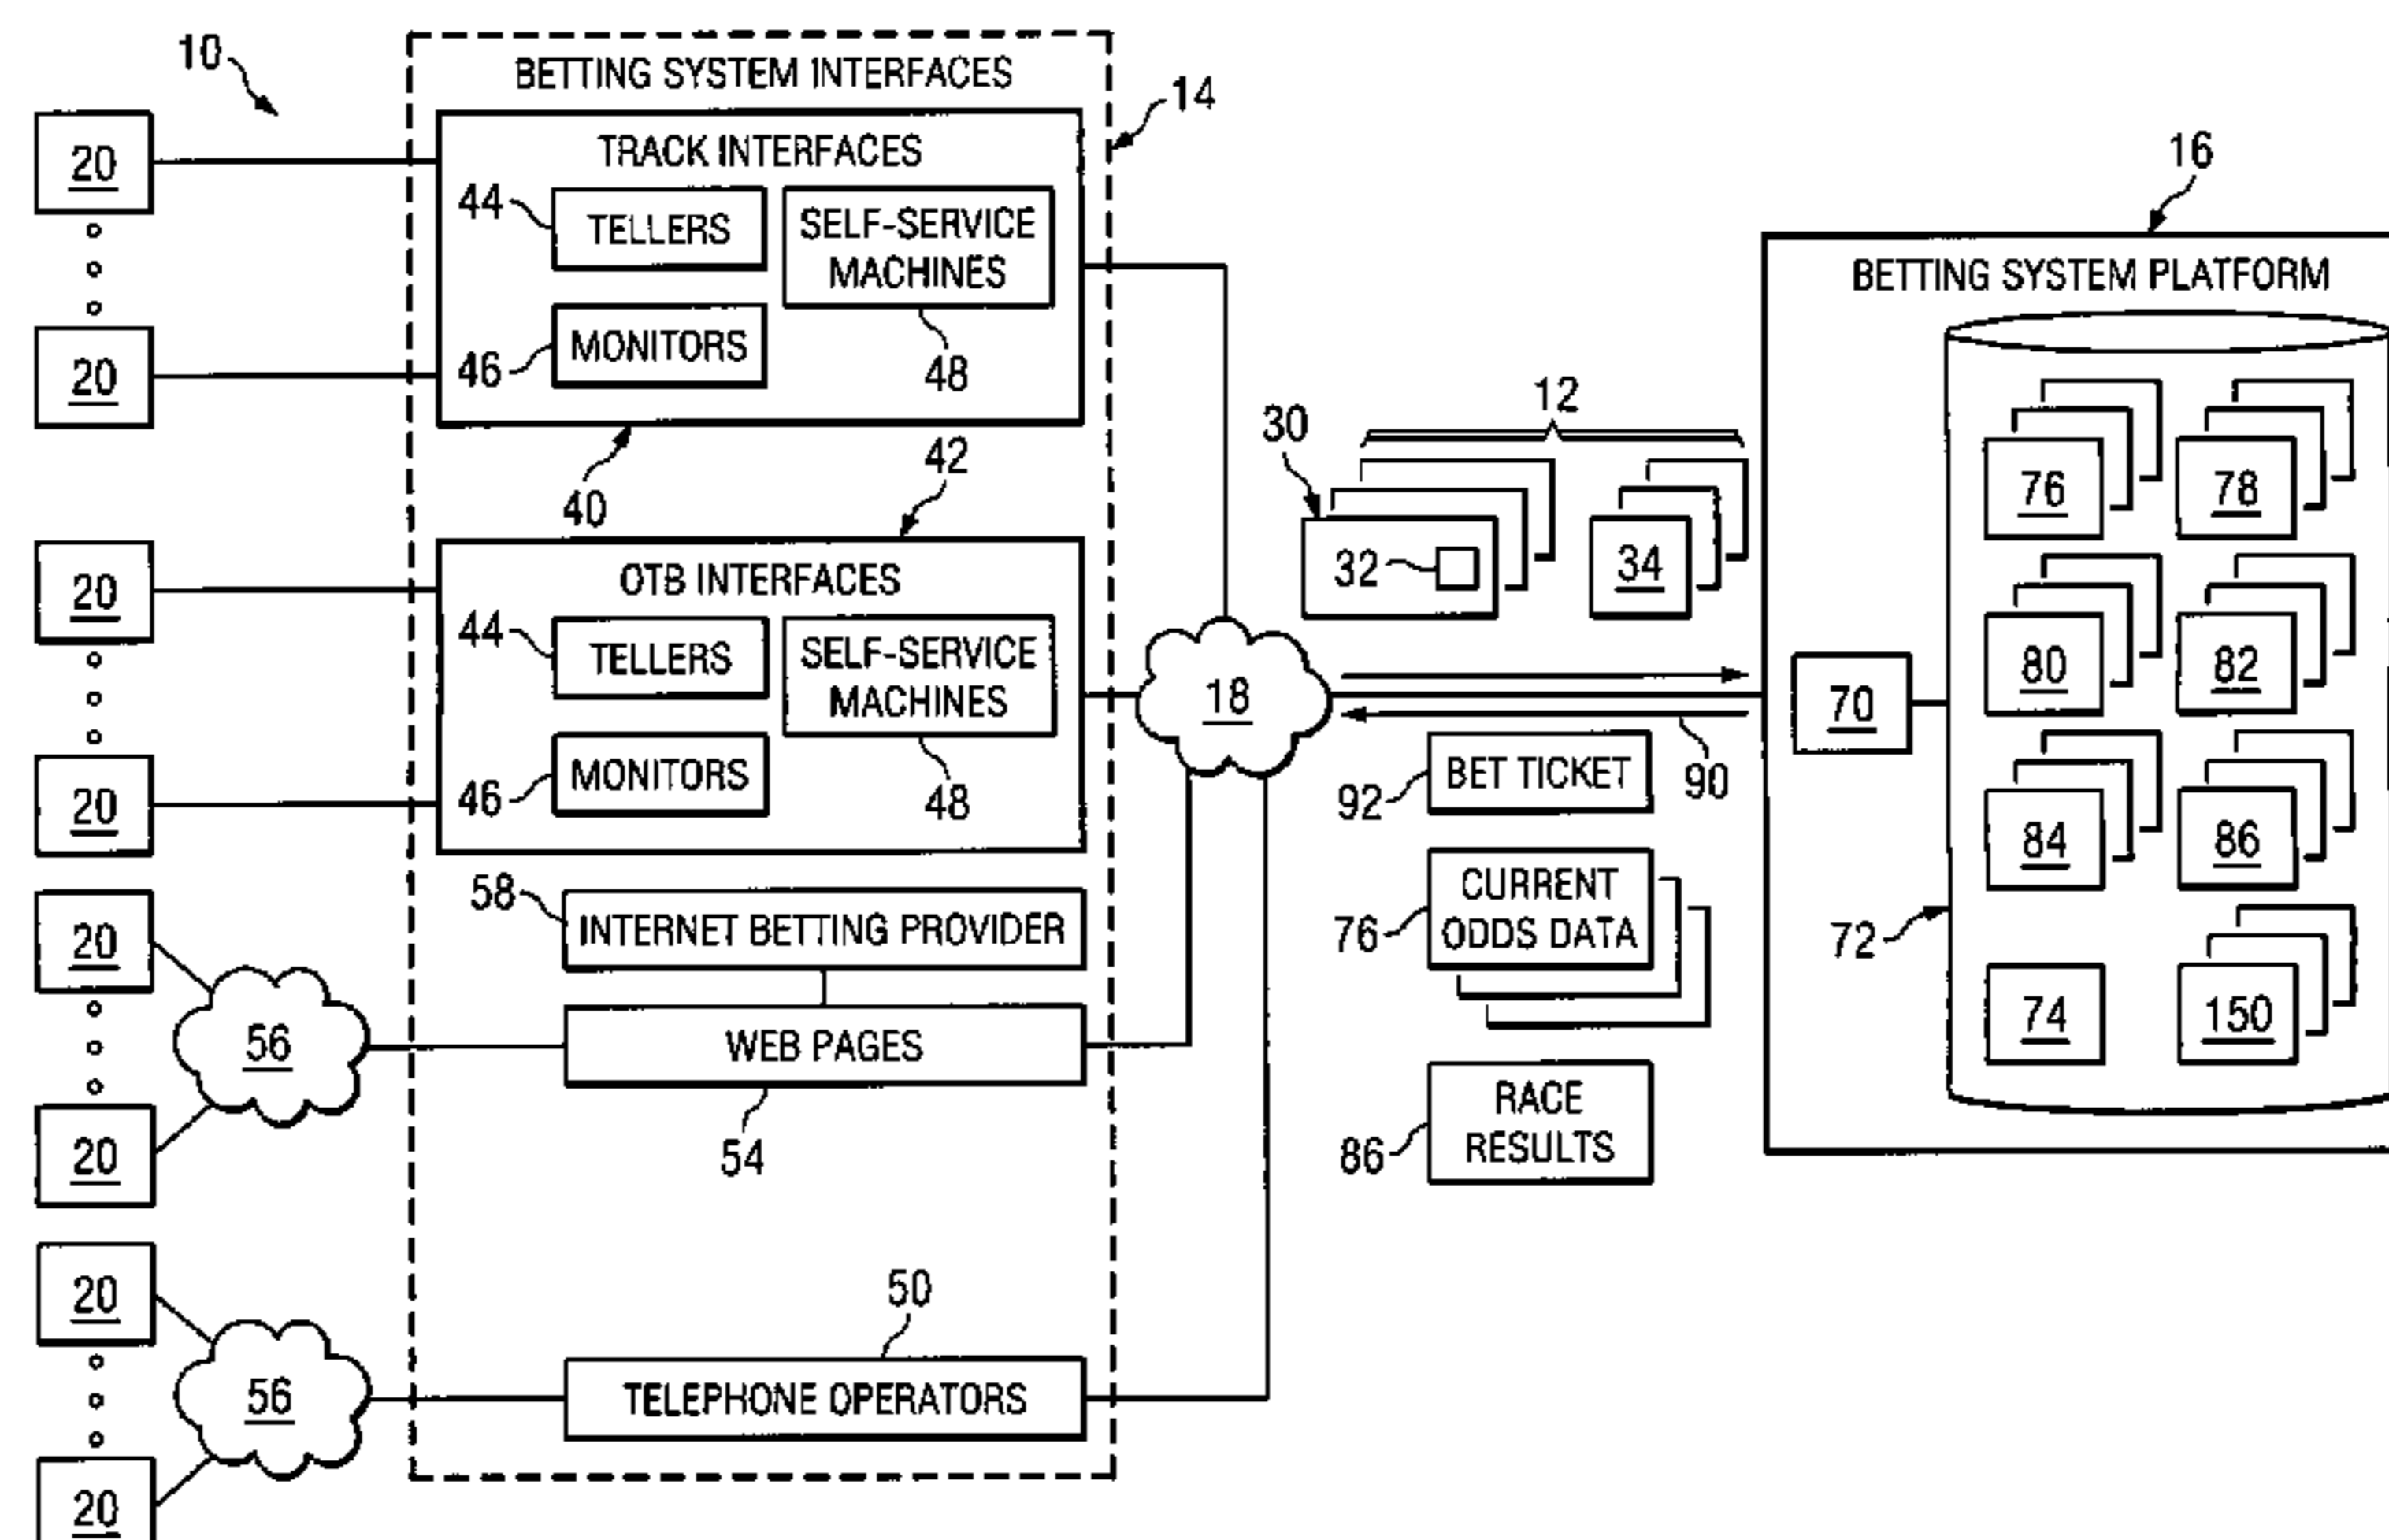 10
BETTING SYSTEM INTERFACES
14
TRACK INTERFACES
20
44
TELLERS
SELF-SERVICE
MACHINES
46
MONITORS
48
20
40
42
OTB INTERFACES
20
44
TELLERS
SELF-SERVICE
MACHINES
46
MONITORS
48
20
58
INTERNET BETTING PROVIDER
20
56
WEB PAGES
54
20
50
20
56
TELEPHONE OPERATORS
20
18
12
30
32
34
90
92
BET TICKET
76
CURRENT
ODDS DATA
86
RACE
RESULTS
16
BETTING SYSTEM PLATFORM
70
72
76
78
80
82
84
86
74
150